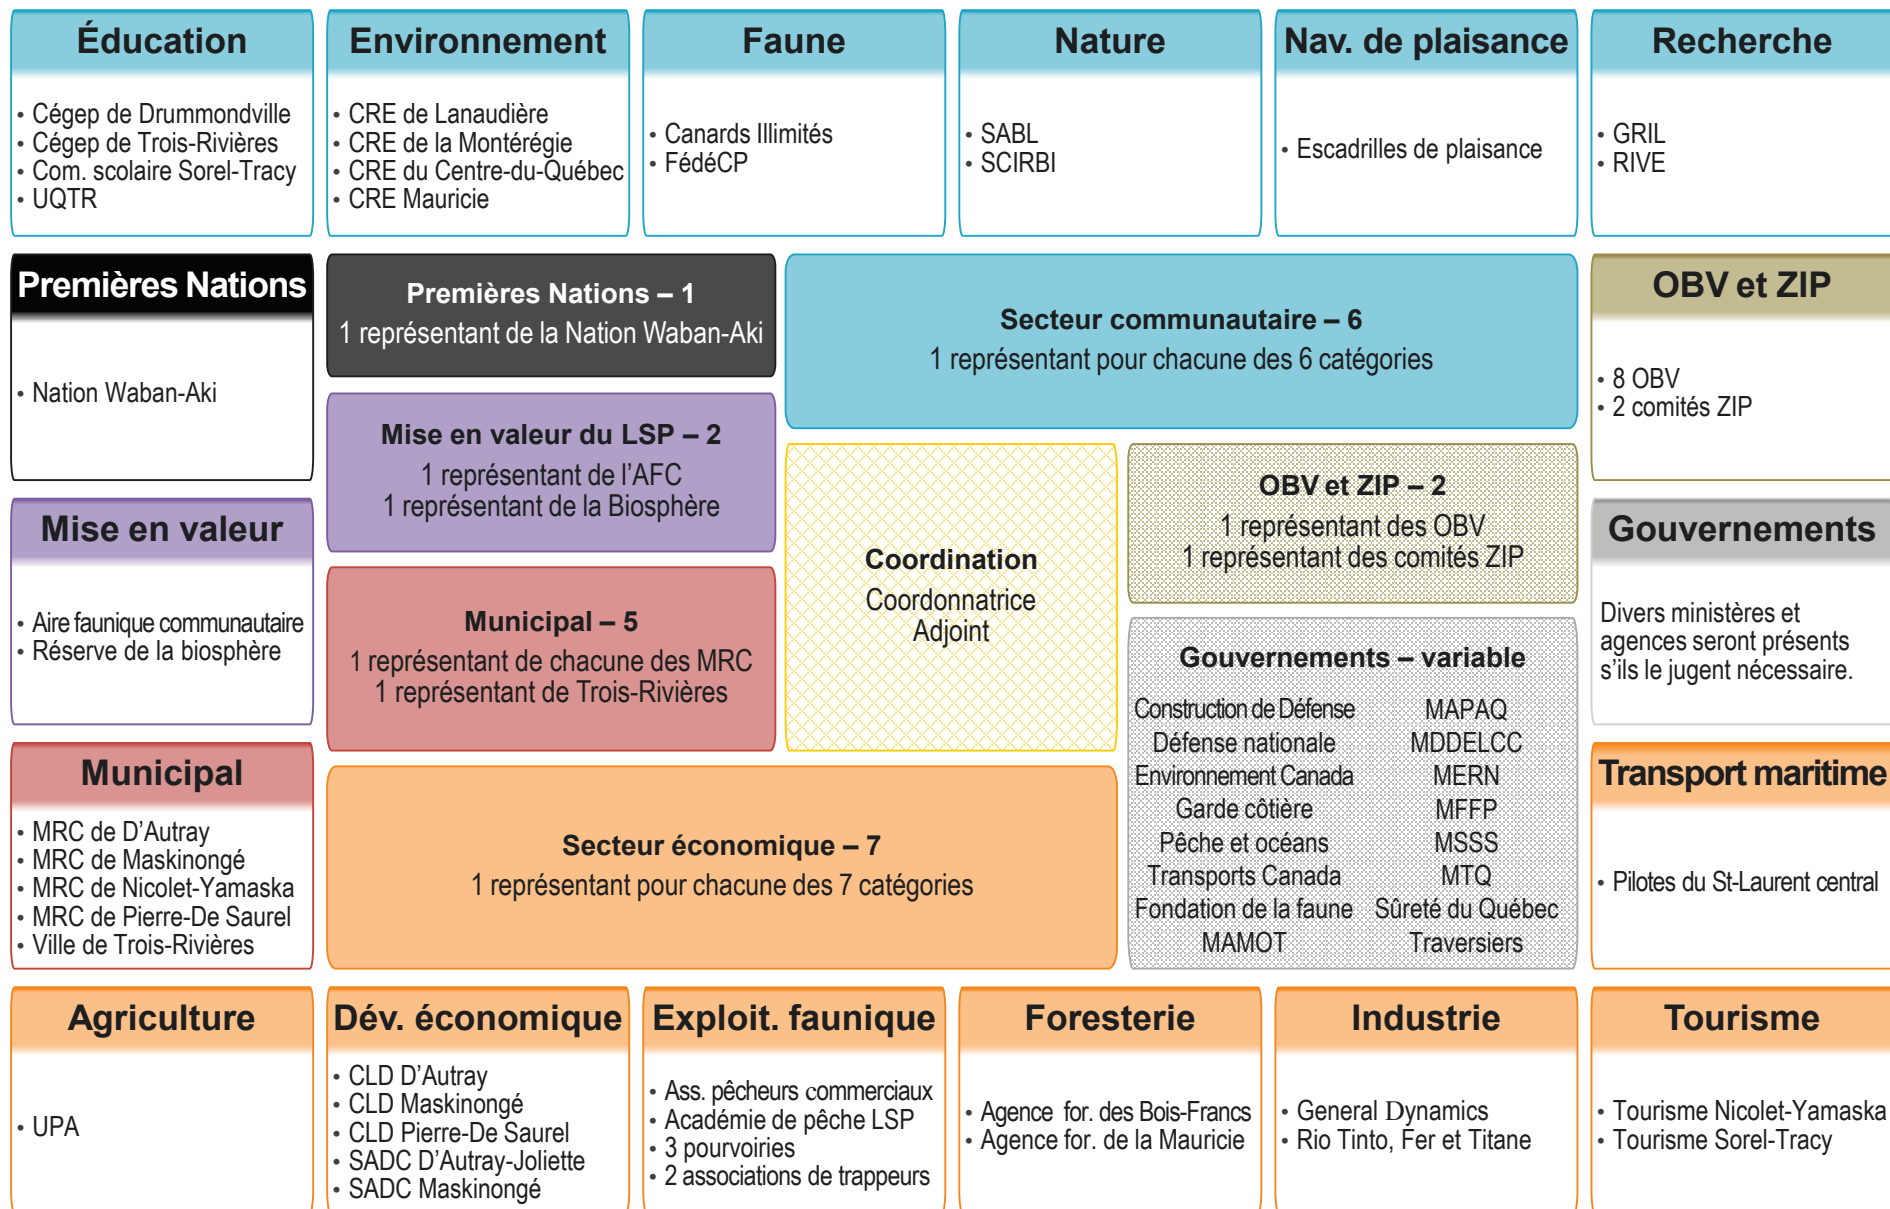 Éducation
• Cégep de Drummondville
• Cégep de Trois-Rivières
• Com. scolaire Sorel-Tracy
• UQTR
Environnement
• CRE de Lanaudière
• CRE de la Montérégie
• CRE du Centre-du-Québec
• CRE Mauricie
Faune
• Canards Illimités
• FédéCP
Nature
• SABL
• SCIRBI
Nav. de plaisance
• Escadrilles de plaisance
Recherche
• GRIL
• RIVE
Premières Nations
• Nation Waban-Aki
Premières Nations – 1
1 représentant de la Nation Waban-Aki
Secteur communautaire – 6
1 représentant pour chacune des 6 catégories
OBV et ZIP
• 8 OBV
• 2 comités ZIP
Mise en valeur du LSP – 2
1 représentant de l'AFC
1 représentant de la Biosphère
Mise en valeur
• Aire faunique communautaire
• Réserve de la biosphère
Coordination
Coordonnatrice
Adjoint
OBV et ZIP – 2
1 représentant des OBV
1 représentant des comités ZIP
Gouvernements
Divers ministères et
agences seront présents
s'ils le jugent nécessaire.
Municipal – 5
1 représentant de chacune des MRC
1 représentant de Trois-Rivières
Gouvernements – variable
Construction de Défense
Défense nationale
Environnement Canada
Garde côtière
Pêche et océans
Transports Canada
Fondation de la faune
MAMOT
MAPAQ
MDDELCC
MERN
MFFP
MSSS
MTQ
Sûreté du Québec
Traversiers
Municipal
• MRC de D'Autray
• MRC de Maskinongé
• MRC de Nicolet-Yamaska
• MRC de Pierre-De Saurel
• Ville de Trois-Rivières
Secteur économique – 7
1 représentant pour chacune des 7 catégories
Transport maritime
• Pilotes du St-Laurent central
Agriculture
• UPA
Dév. économique
• CLD D'Autray
• CLD Maskinongé
• CLD Pierre-De Saurel
• SADC D'Autray-Joliette
• SADC Maskinongé
Exploit. faunique
• Ass. pêcheurs commerciaux
• Académie de pêche LSP
• 3 pourvoiries
• 2 associations de trappeurs
Foresterie
• Agence for. des Bois-Francs
• Agence for. de la Mauricie
Industrie
• General Dynamics
• Rio Tinto, Fer et Titane
Tourisme
• Tourisme Nicolet-Yamaska
• Tourisme Sorel-Tracy